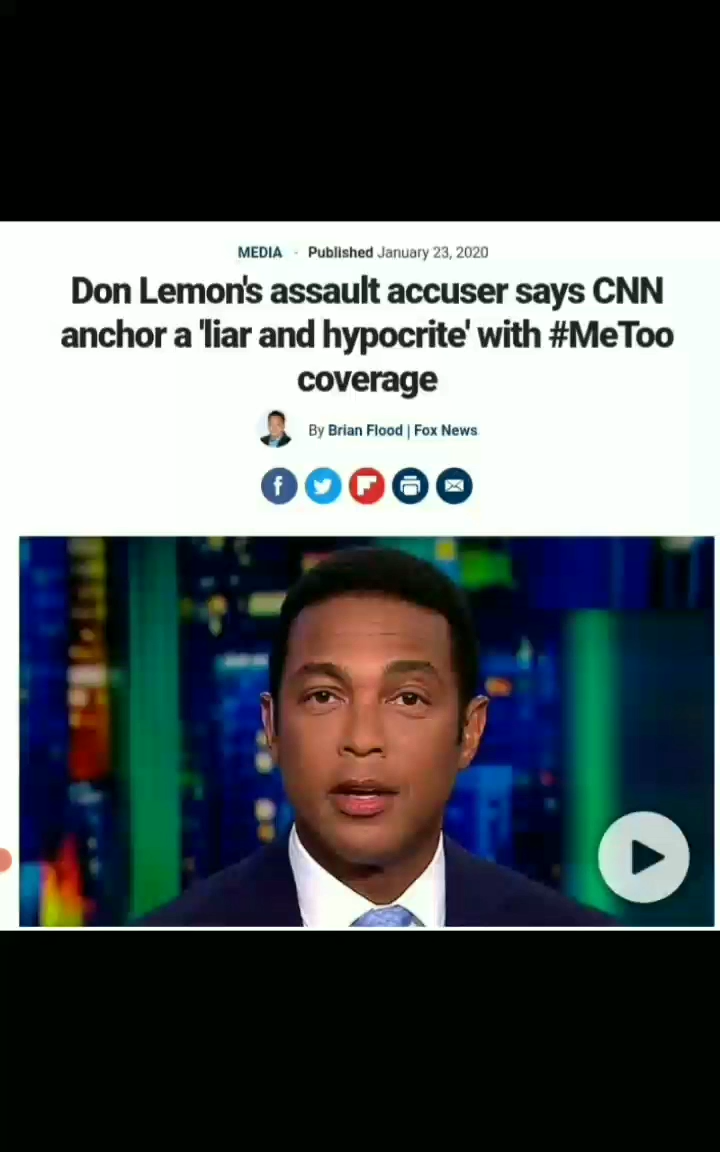 MEDIA - Published January 23, 2020
Don Lemon's assault accuser says CNN
anchor a 'liar and hypocrite' with #MeToo
coverage
By Brian Flood | Fox News